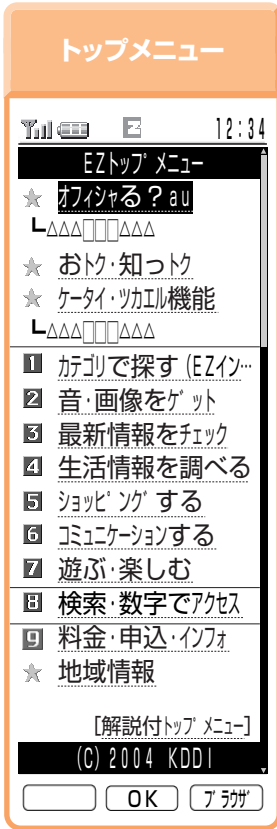 トップメニュー
12:34
EZトップメニュー
★ オフィシャる?au
┗△△△□□□△△△
★ おトク・知っトク
★ ケータイ・ツカエル機能
┗△△△□□□△△△
1 カテゴリで探す(EZイン…
2 音・画像をゲット
3 最新情報をチェック
4 生活情報を調べる
5 ショッピングする
6 コミュニケーションする
7 遊ぶ・楽しむ
8 検索・数字でアクセス
9 料金・申込・インフォ
★ 地域情報
[解説付トップメニュー]
(C) 2004 KDDI
OK ブラウザ